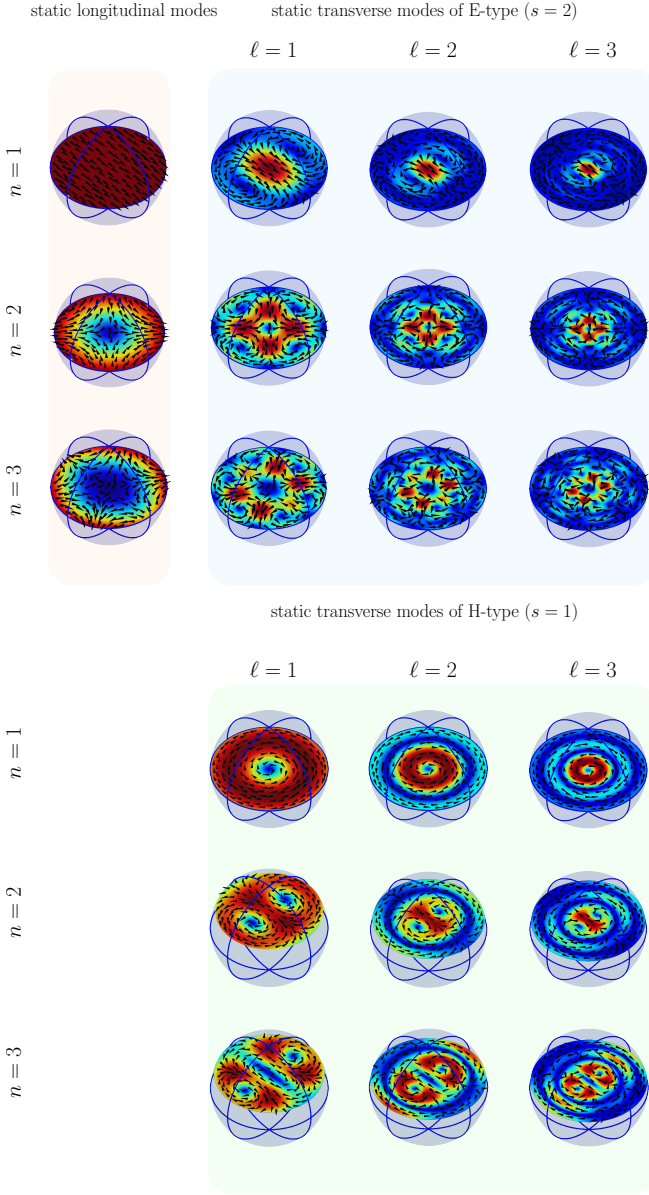 static longitudinal modes
static transverse modes of E-type (s = 2)
ℓ = 1
ℓ = 2
ℓ = 3
n = 1
n = 2
n = 3
static transverse modes of H-type (s = 1)
ℓ = 1
ℓ = 2
ℓ = 3
n = 1
n = 2
n = 3